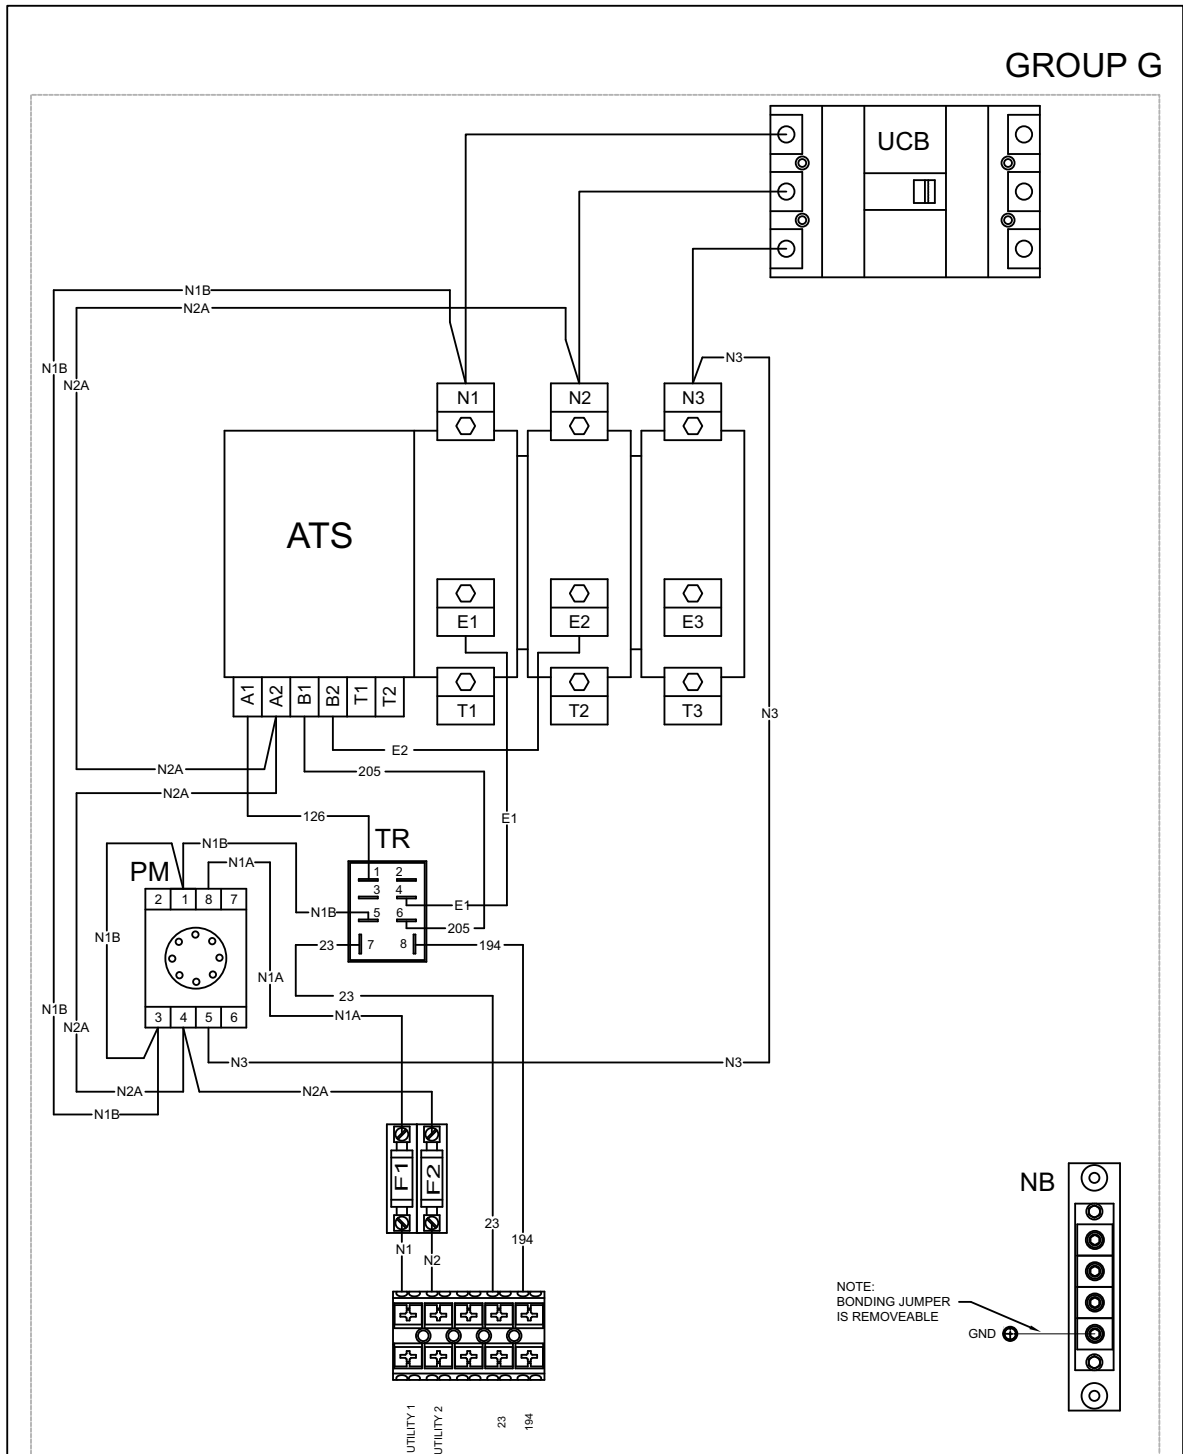 GROUP G
UCB
N1B
N2A
N1B
N2A
N3
N1 N2 N3
ATS
E1 E2 E3
A1 A2 B1 B2 T1 T2
T1 T2 T3
N3
E2
N2A
205
N2A
126
E1
TR
N1B
N1A
PM
1 2
3 4
5 6
7 8
2 1 8 7
E1
N1B
205
N1B
23
194
N1A
23
N1B
N2A
N1A
3 4 5 6
N3
N3
N2A
N2A
N1B
F1 F2
NB
23
194
N1
N2
NOTE:
BONDING JUMPER
IS REMOVEABLE
GND
UTILITY 1
UTILITY 2
23
194